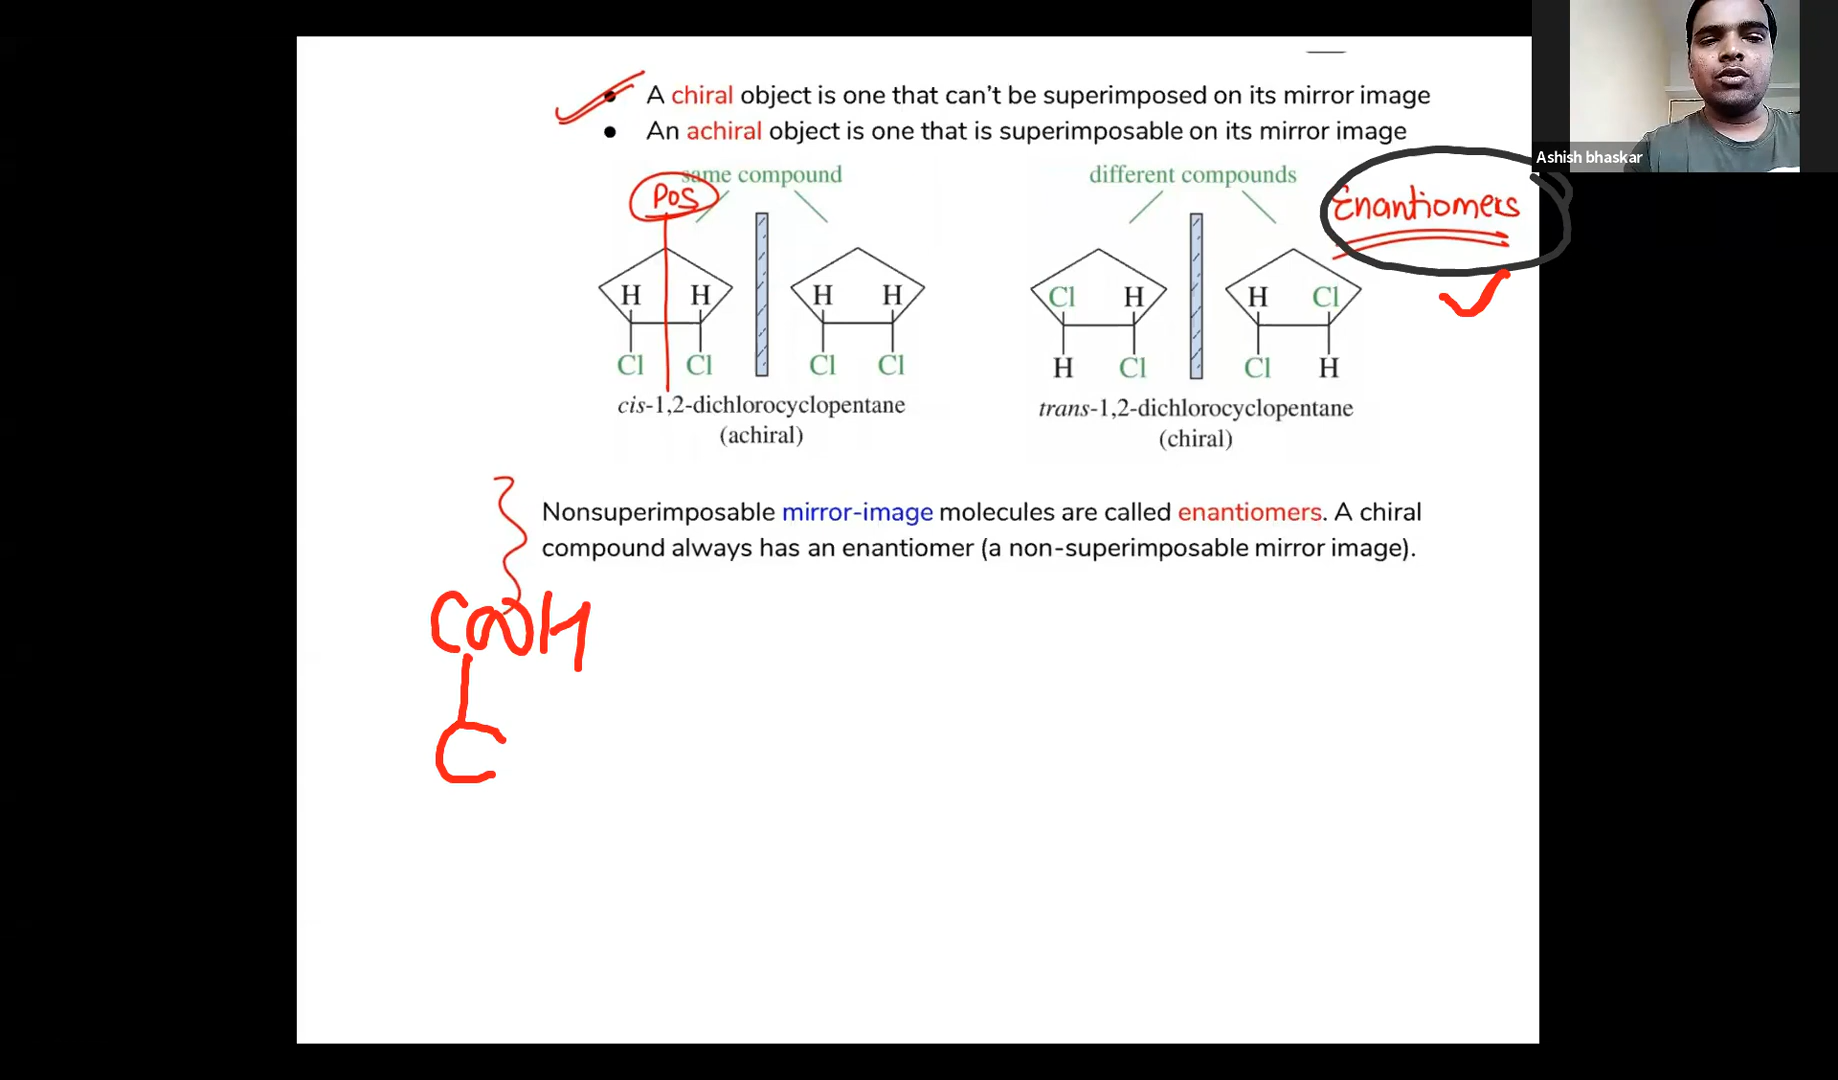 A chiral object is one that can't be superimposed on its mirror image
An achiral object is one that is superimposable on its mirror image
Ashish bhaskar
same compound
different compounds
POS
Enantiomers
H H H H
Cl Cl Cl Cl
Cl H H Cl
H Cl Cl H
cis-1,2-dichlorocyclopentane
(achiral)
trans-1,2-dichlorocyclopentane
(chiral)
Nonsuperimposable mirror-image molecules are called enantiomers. A chiral
compound always has an enantiomer (a non-superimposable mirror image).
COOH
C